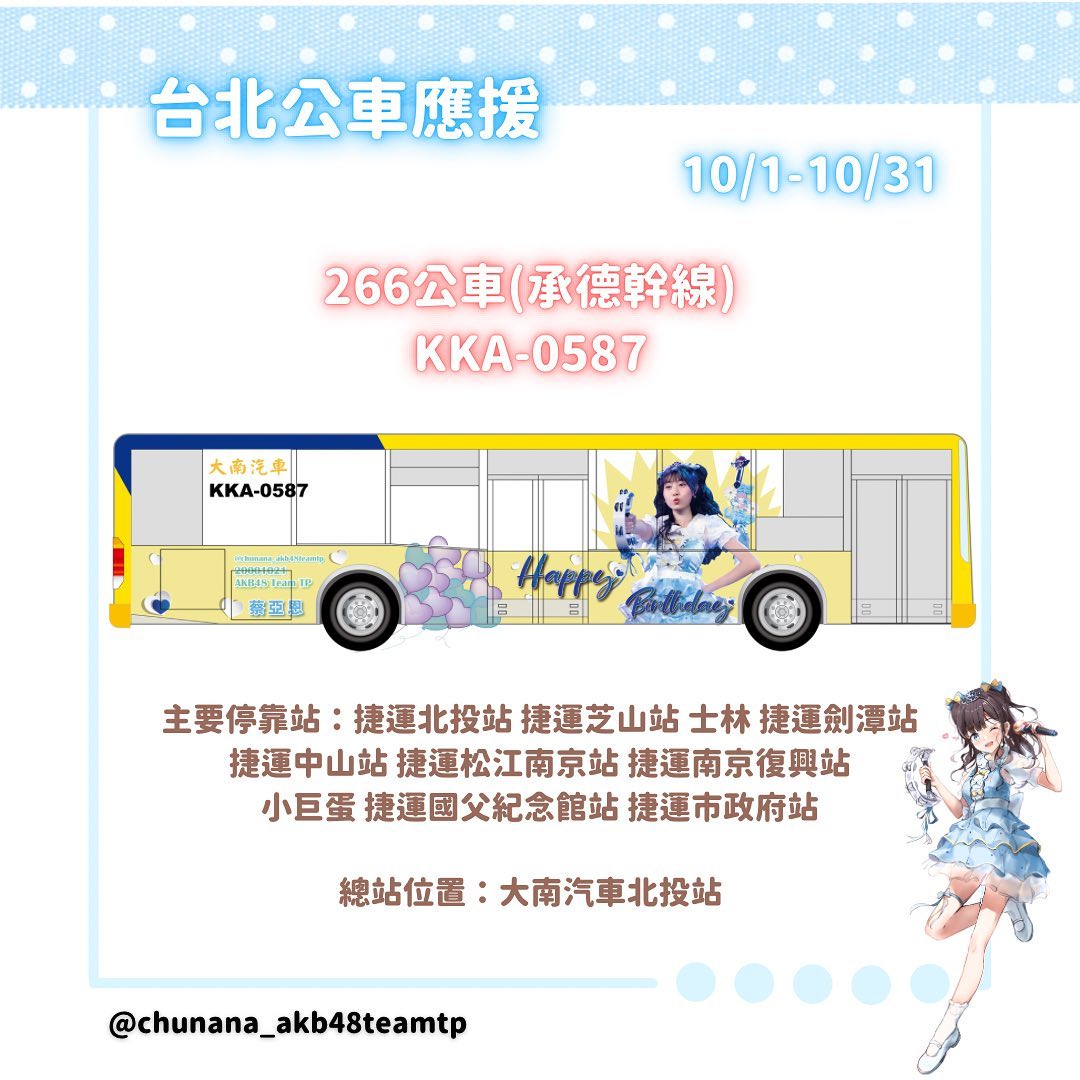 台北公車應援
10/1-10/31
266公車(承德幹線)
KKA-0587
大南汽車
KKA-0587
@chunana_akb48teamtp
20001021
AKB48 Team TP
蔡亞恩
Happy
Birthday
主要停靠站：捷運北投站 捷運芝山站 士林 捷運劍潭站
捷運中山站 捷運松江南京站 捷運南京復興站
小巨蛋 捷運國父紀念館站 捷運市政府站
總站位置：大南汽車北投站
@chunana_akb48teamtp